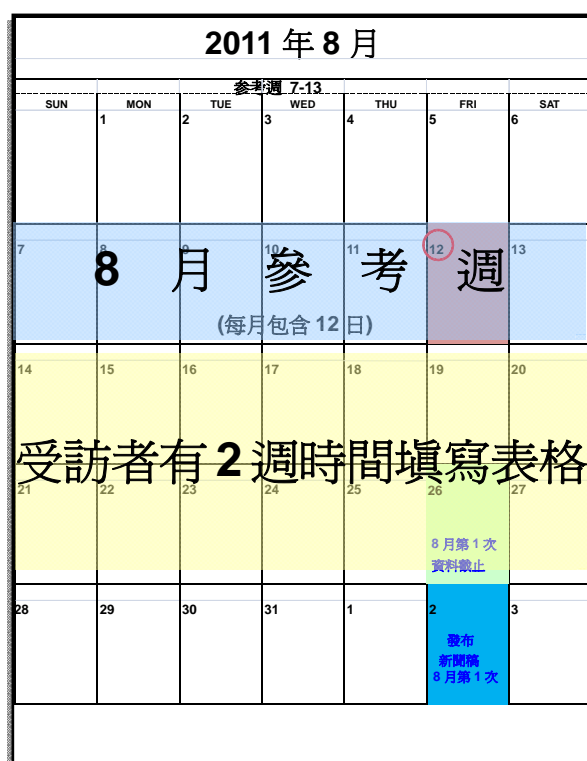 2011 年 8 月
参考週 7-13
SUN MON TUE WED THU FRI SAT
1 2 3 4 5 6
7 8 9 10 11 12 13
8 月 參 考 週
(每月包含 12 日)
14 15 16 17 18 19 20
受訪者有 2 週時間填寫表格
21 22 23 24 25 26 27
8 月第 1 次
資料截止
28 29 30 31 1 2 3
發布
新聞稿
8 月第 1 次